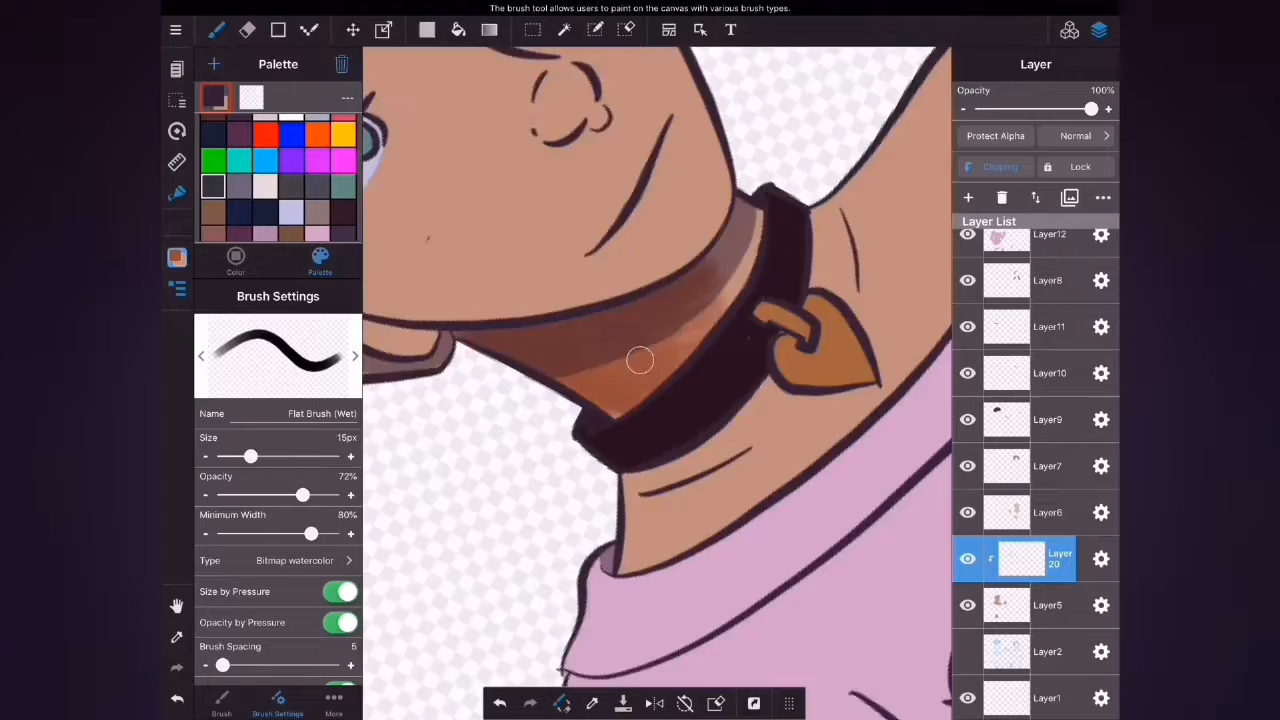 The brush tool allows users to paint on the canvas with various brush types.
T
Palette
Layer
Opacity
100%
- +
Protect Alpha
Normal
Clipping
Lock
Layer List
Layer12
Color
Palette
Layer8
Brush Settings
Layer11
Layer10
Name
Flat Brush (Wet)
Layer9
Size
15px
- +
Layer7
Opacity
72%
- +
Layer6
Minimum Width
80%
- +
Type
Bitmap watercolor
Layer
20
Size by Pressure
Layer5
Opacity by Pressure
Brush Spacing
5
Layer2
- +
Brush
Brush Settings
More
Layer1